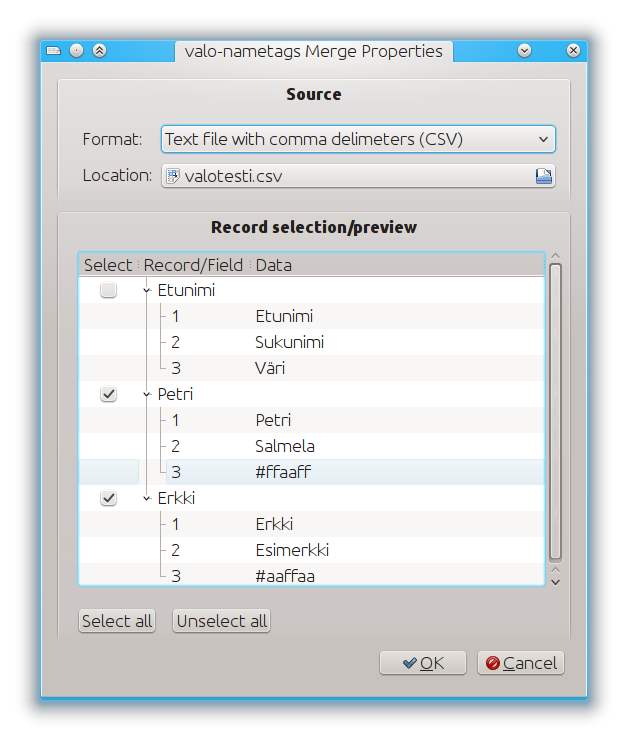 valo-nametags Merge Properties
Source
Format: Text file with comma delimeters (CSV)
Location: valotesti.csv
Record selection/preview
Select Record/Field Data
Etunimi
1 Etunimi
2 Sukunimi
3 Väri
Petri
1 Petri
2 Salmela
3 #ffaaff
Erkki
1 Erkki
2 Esimerkki
3 #aaffaa
Select all Unselect all
OK Cancel